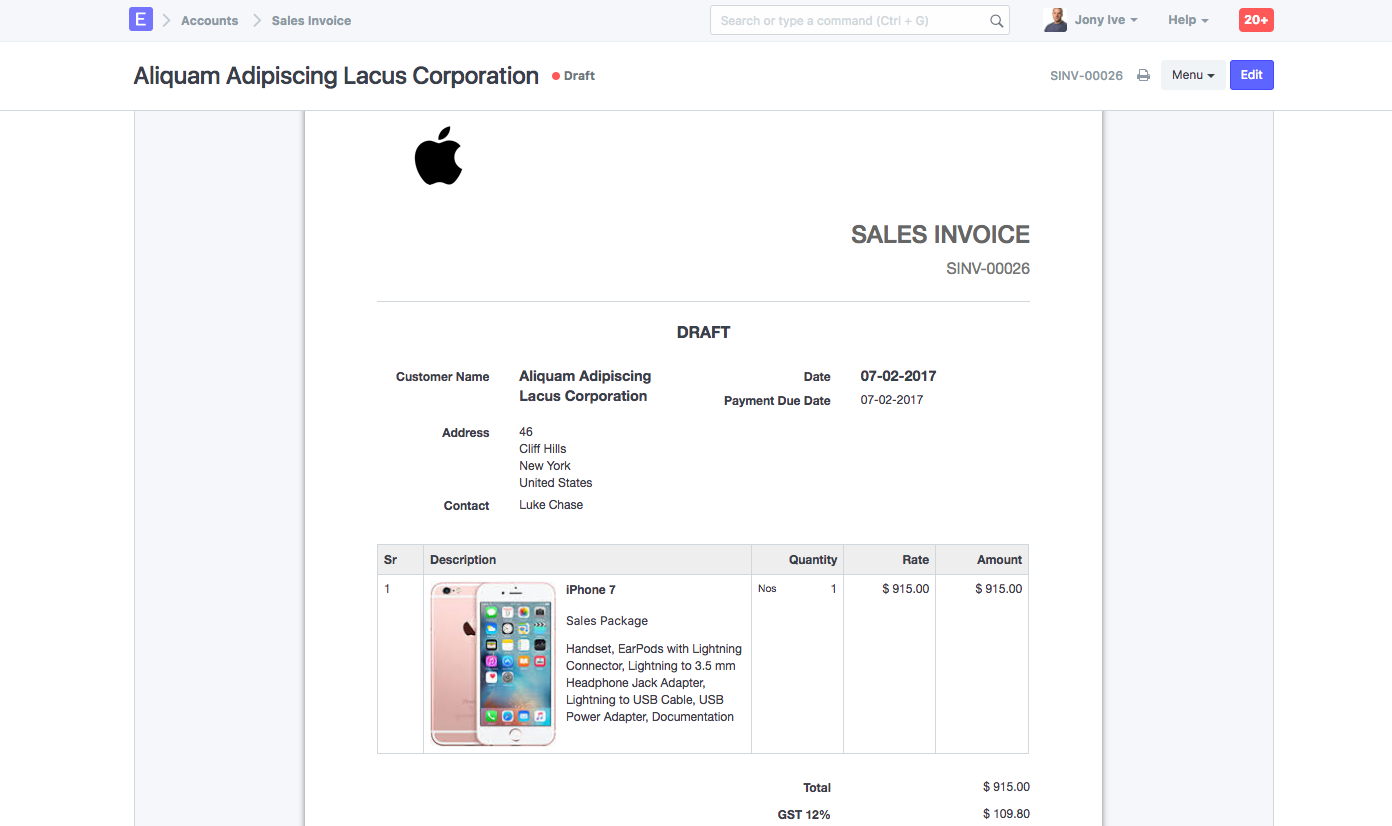 E Accounts Sales Invoice Search or type a command (Ctrl + G) Jony Ive Help 20+
Aliquam Adipiscing Lacus Corporation Draft SINV-00026 Menu Edit
SALES INVOICE
SINV-00026
DRAFT
Customer Name Aliquam Adipiscing Date 07-02-2017
Lacus Corporation Payment Due Date 07-02-2017
Address 46
Cliff Hills
New York
United States
Contact Luke Chase
Sr Description Quantity Rate Amount
1 iPhone 7 Nos 1 $ 915.00 $ 915.00
Sales Package
Handset, EarPods with Lightning
Connector, Lightning to 3.5 mm
Headphone Jack Adapter,
Lightning to USB Cable, USB
Power Adapter, Documentation
Total $ 915.00
GST 12% $ 109.80